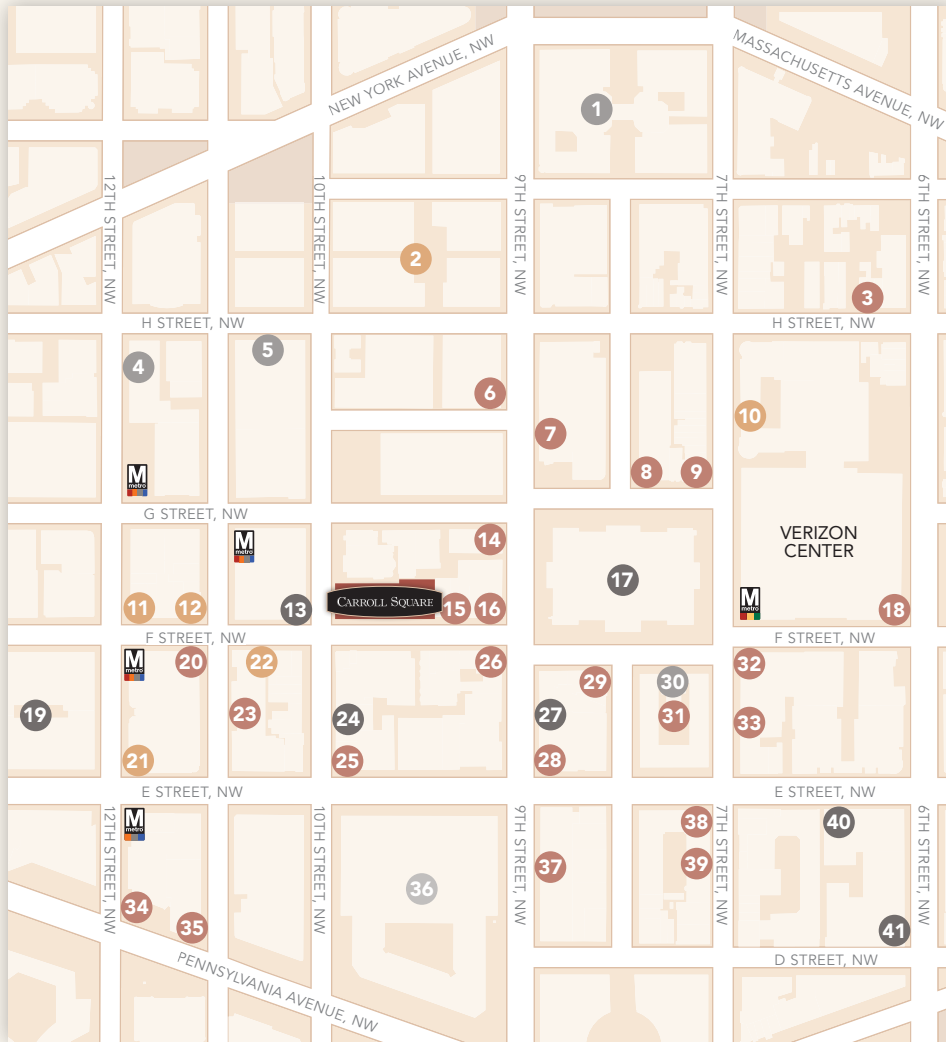 NEW YORK AVENUE, NW
MASSACHUSETTS AVENUE, NW
1
12TH STREET, NW
10TH STREET, NW
9TH STREET, NW
7TH STREET, NW
6TH STREET, NW
2
3
H STREET, NW
H STREET, NW
4
5
6
7
8
9
10
M
metro
G STREET, NW
VERIZON
CENTER
M
metro
14
11
12
13
CARROLL SQUARE
15
16
17
M
metro
18
F STREET, NW
F STREET, NW
M
metro
20
22
26
29
30
32
19
23
24
27
31
33
21
25
28
E STREET, NW
E STREET, NW
12TH STREET, NW
10TH STREET, NW
9TH STREET, NW
7TH STREET, NW
6TH STREET, NW
M
metro
38
40
37
39
36
34
35
41
PENNSYLVANIA AVENUE, NW
D STREET, NW